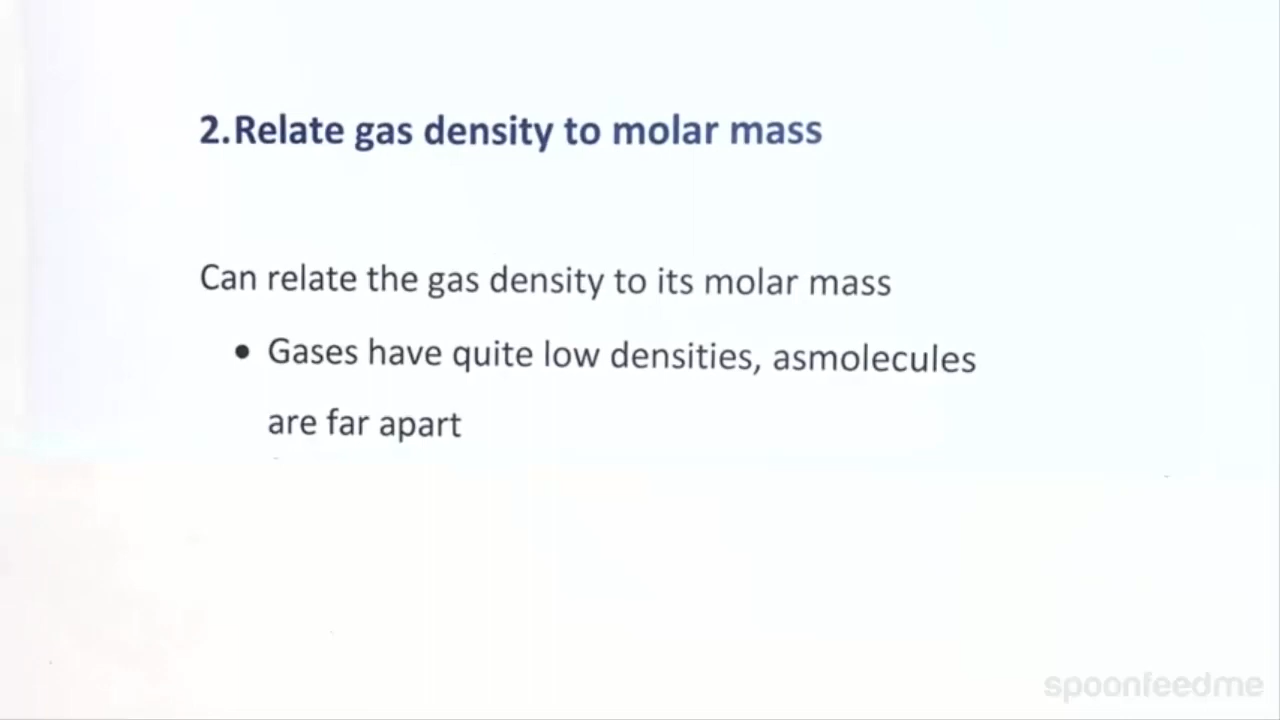 2.Relate gas density to molar mass
Can relate the gas density to its molar mass
• Gases have quite low densities, asmolecules
are far apart
spoonfeedme